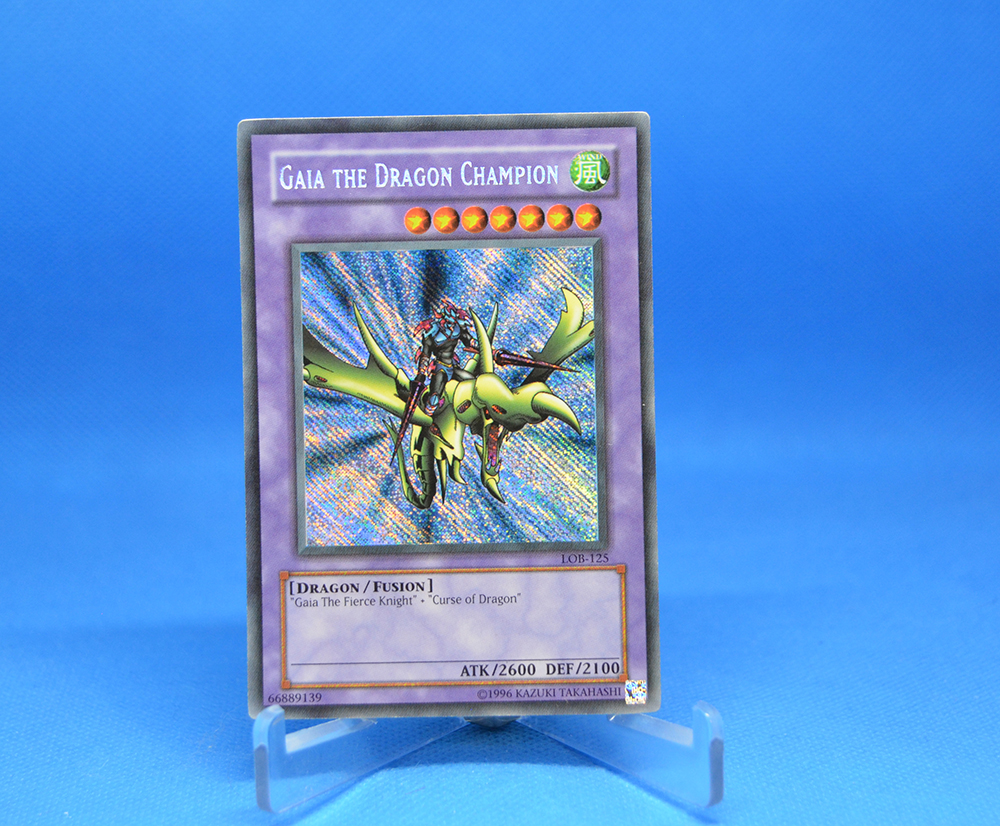 GAIA THE DRAGON CHAMPION
WIND
風
LOB-125
[DRAGON/FUSION]
"Gaia The Fierce Knight" + "Curse of Dragon"
ATK/2600 DEF/2100
66889139
©1996 KAZUKI TAKAHASHI